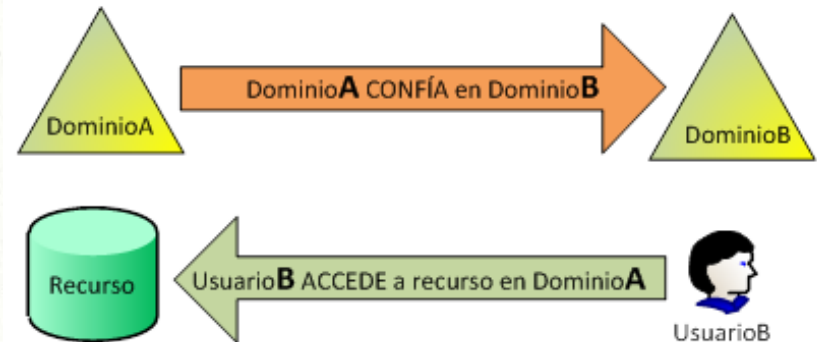 DominioA
DominioA CONFÍA en DominioB
DominioB
Recurso
UsuarioB ACCEDE a recurso en DominioA
UsuarioB